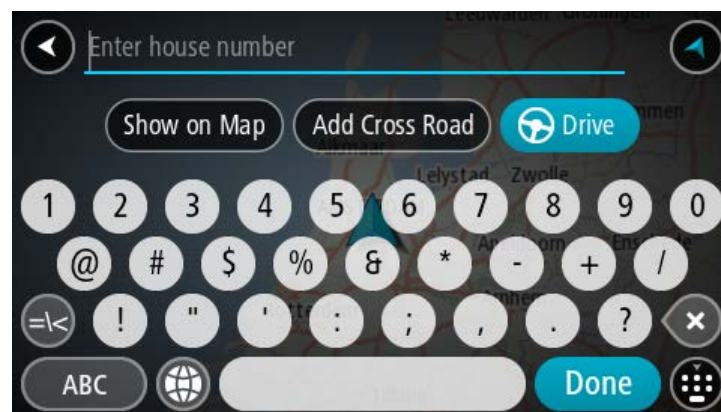 Leeuwarden Groningen
Enter house number
Show on Map Add Cross Road Drive
Alkmaar
Lelystad Zwolle
1 2 3 4 5 6 7 8 9 0
@ # $ % & * - + /
Enschede
Arnhem
=\< ! " ' : ; , . ?
ABC Done